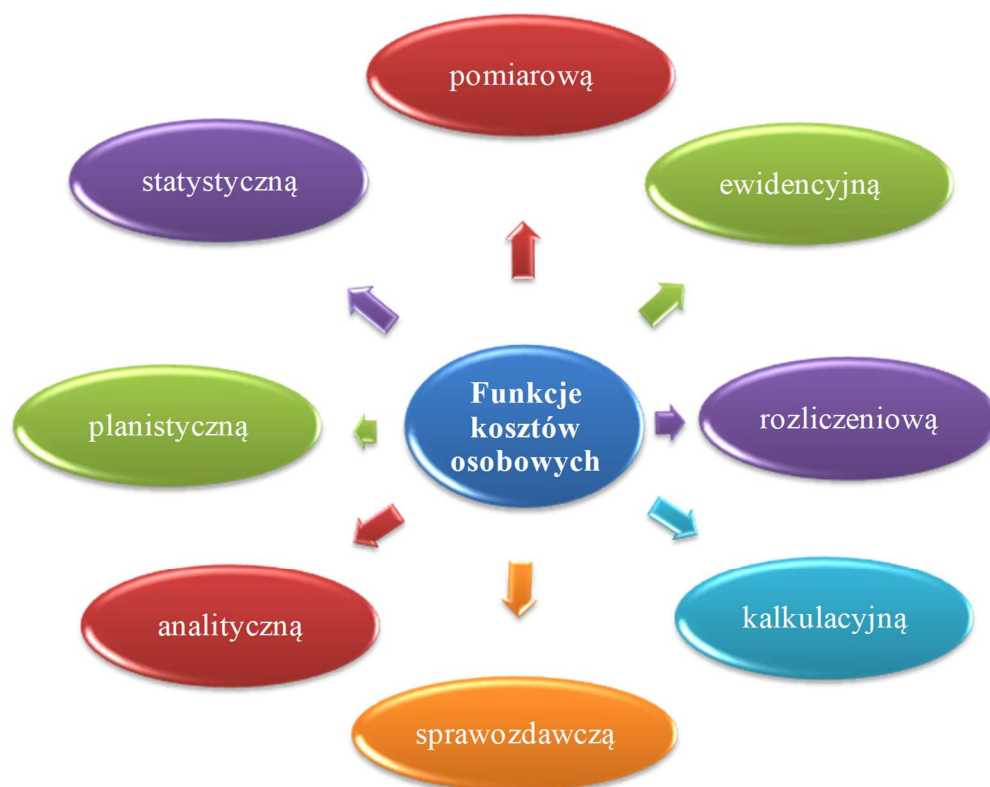 pomiarową
statystyczną
ewidencyjną
Funkcje
kosztów
osobowych
planistyczną
rozliczeniową
analityczną
kalkulacyjną
sprawozdawczą